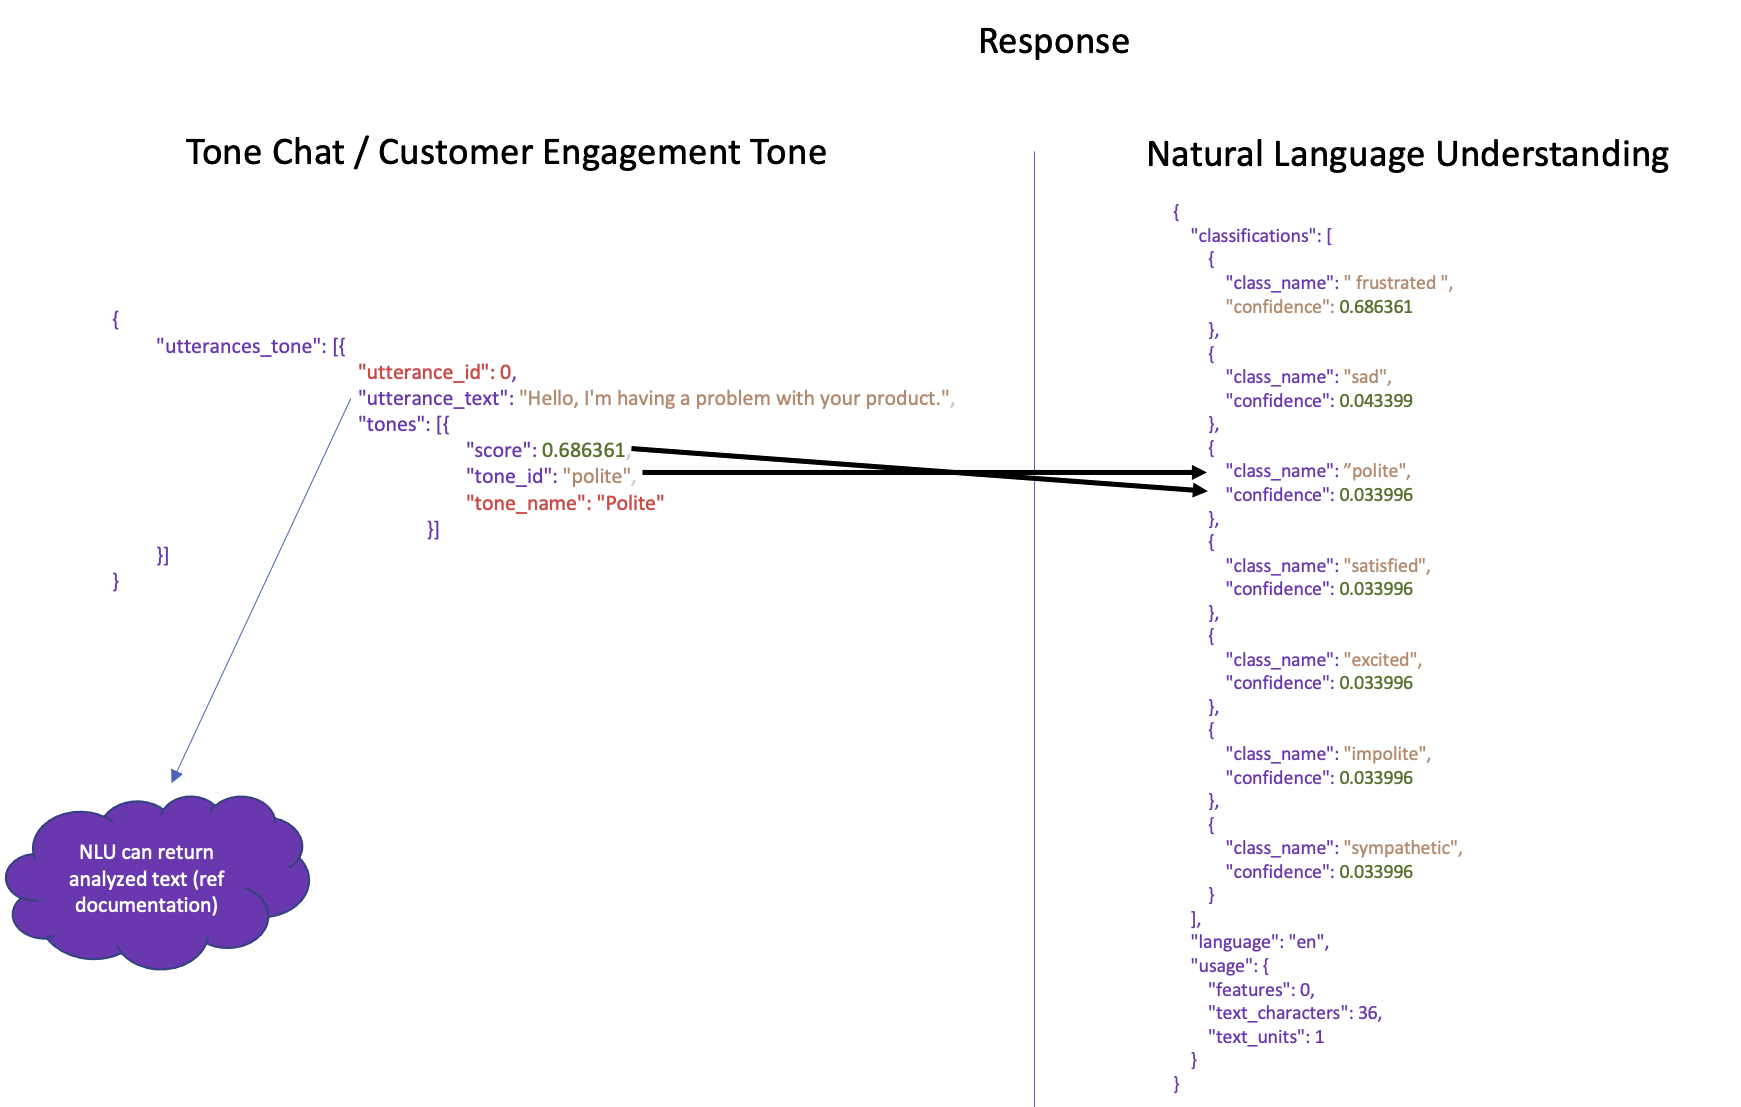 Response
Tone Chat / Customer Engagement Tone
{
"utterances_tone": [{
"utterance_id": 0,
"utterance_text": "Hello, I'm having a problem with your product.",
"tones": [{
"score": 0.686361,
"tone_id": "polite",
"tone_name": "Polite"
}]
}]
}
NLU can return
analyzed text (ref
documentation)
Natural Language Understanding
{
"classifications": [
{
"class_name": " frustrated ",
"confidence": 0.686361
},
{
"class_name": "sad",
"confidence": 0.043399
},
{
"class_name": ”polite",
"confidence": 0.033996
},
{
"class_name": "satisfied",
"confidence": 0.033996
},
{
"class_name": "excited",
"confidence": 0.033996
},
{
"class_name": "impolite",
"confidence": 0.033996
},
{
"class_name": "sympathetic",
"confidence": 0.033996
}
],
"language": "en",
"usage": {
"features": 0,
"text_characters": 36,
"text_units": 1
}
}